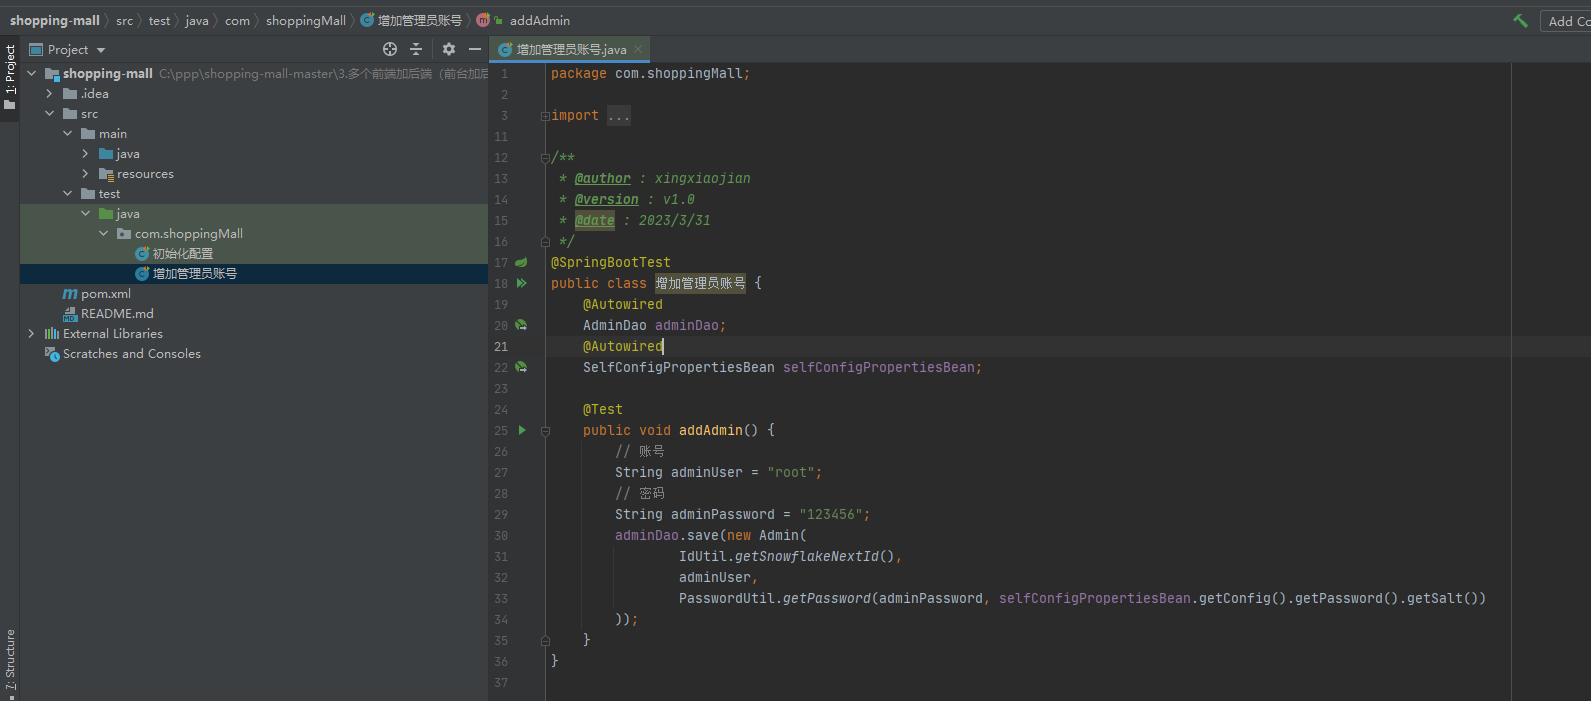 shopping-mall src test java com shoppingMall 增加管理员账号 m addAdmin
Add Co
1: Project
Project
shopping-mall C:\ppp\shopping-mall-master\3.多个前端加后端（前台加后
.idea
src
main
java
resources
test
java
com.shoppingMall
初始化配置
增加管理员账号
pom.xml
README.md
External Libraries
Scratches and Consoles
7: Structure
增加管理员账号.java
1 package com.shoppingMall;
2
3 import ...
11
12 /**
13 * @author : xingxiaojian
14 * @version : v1.0
15 * @date : 2023/3/31
16 */
17 @SpringBootTest
18 public class 增加管理员账号 {
19 @Autowired
20 AdminDao adminDao;
21 @Autowired
22 SelfConfigPropertiesBean selfConfigPropertiesBean;
23
24 @Test
25 public void addAdmin() {
26 // 账号
27 String adminUser = "root";
28 // 密码
29 String adminPassword = "123456";
30 adminDao.save(new Admin(
31 IdUtil.getSnowflakeNextId(),
32 adminUser,
33 PasswordUtil.getPassword(adminPassword, selfConfigPropertiesBean.getConfig().getPassword().getSalt())
34 ));
35 }
36 }
37